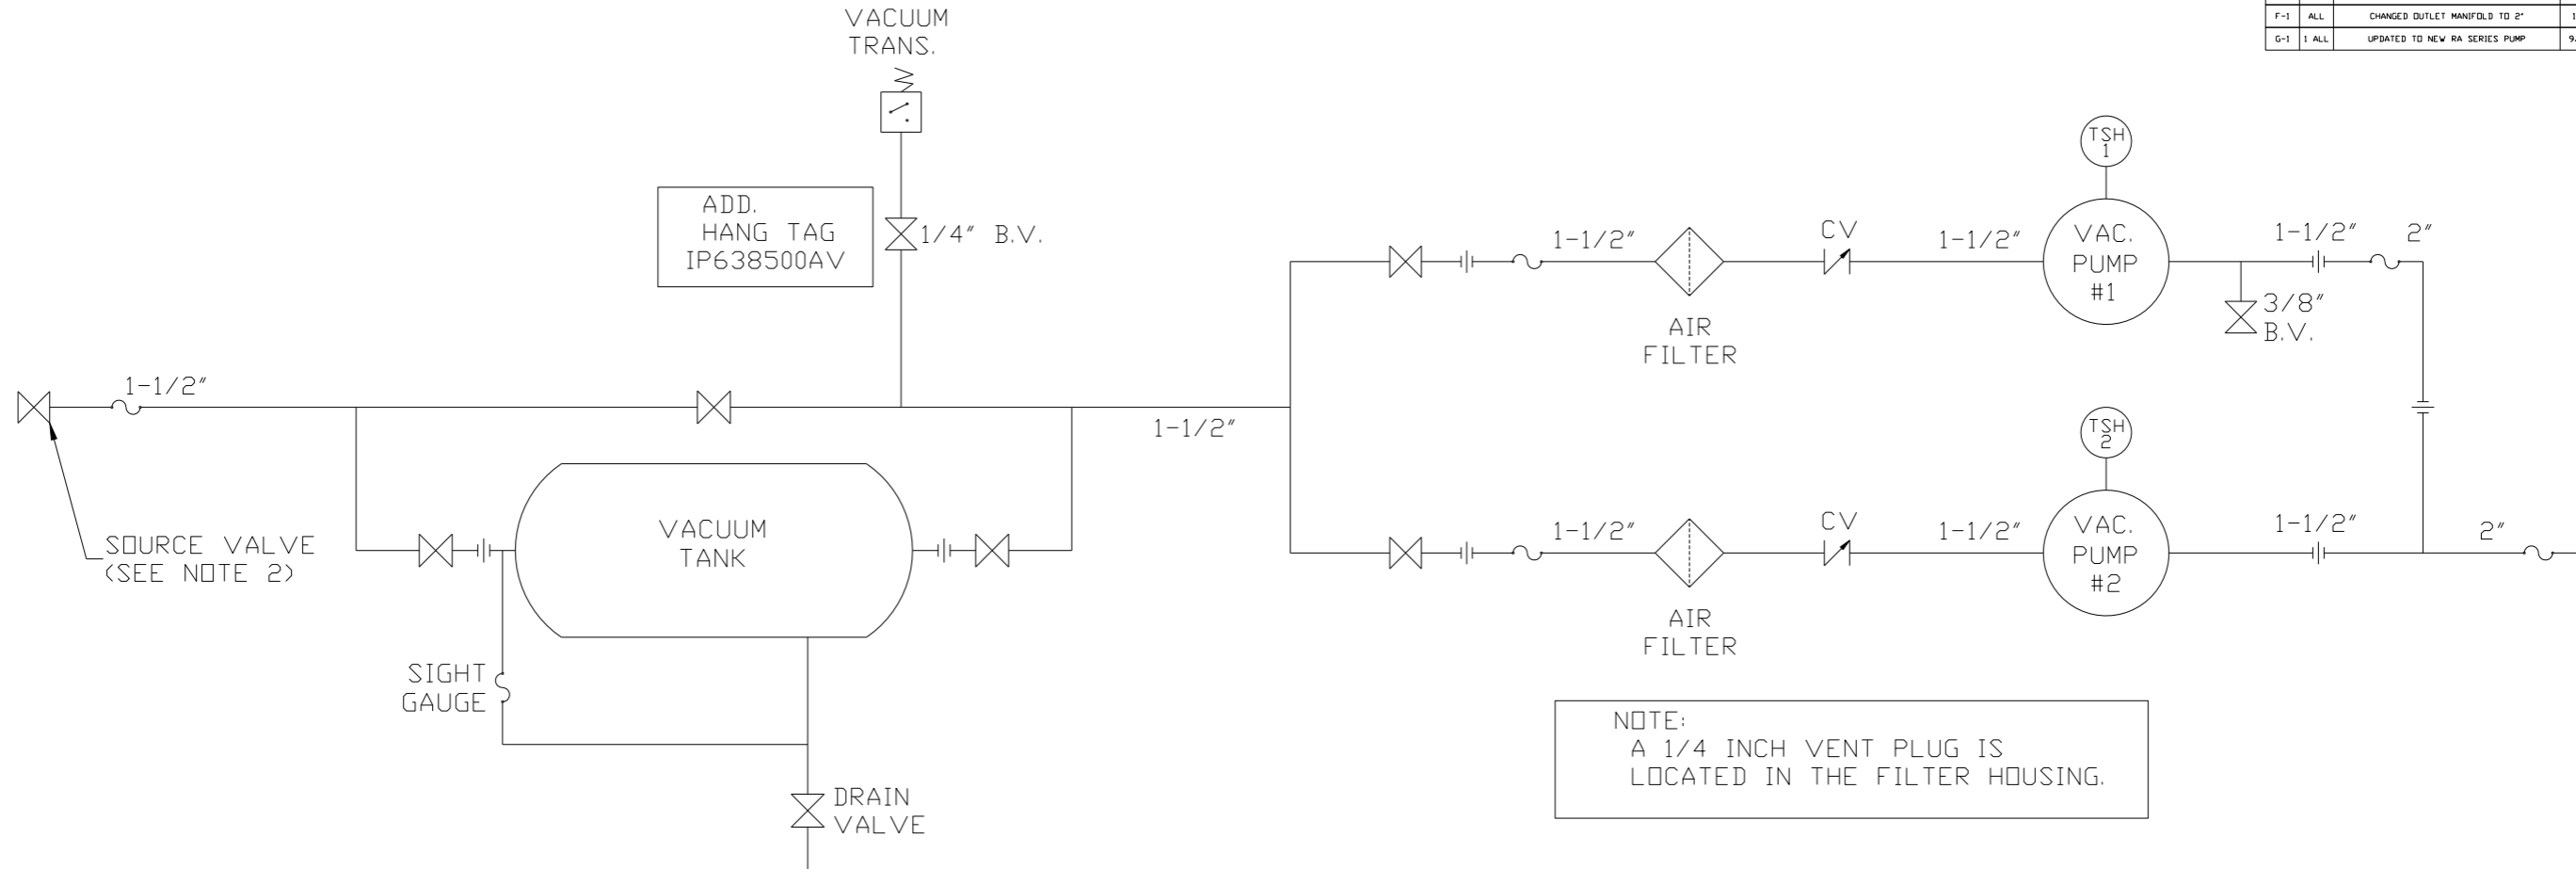 VACUUM
TRANS.
F-1 ALL CHANGED OUTLET MANIFOLD TO 2"
G-1 1 ALL UPDATED TO NEW RA SERIES PUMP
ADD.
HANG TAG
IP638500AV
1/4" B.V.
TSH
1
1-1/2"
CV
1-1/2"
VAC.
PUMP
#1
1-1/2"
2"
3/8"
B.V.
AIR
FILTER
1-1/2"
1-1/2"
SOURCE VALVE
(SEE NOTE 2)
VACUUM
TANK
TSH
2
1-1/2"
CV
1-1/2"
VAC.
PUMP
#2
1-1/2"
2"
AIR
FILTER
SIGHT
GAUGE
DRAIN
VALVE
NOTE:
A 1/4 INCH VENT PLUG IS
LOCATED IN THE FILTER HOUSING.